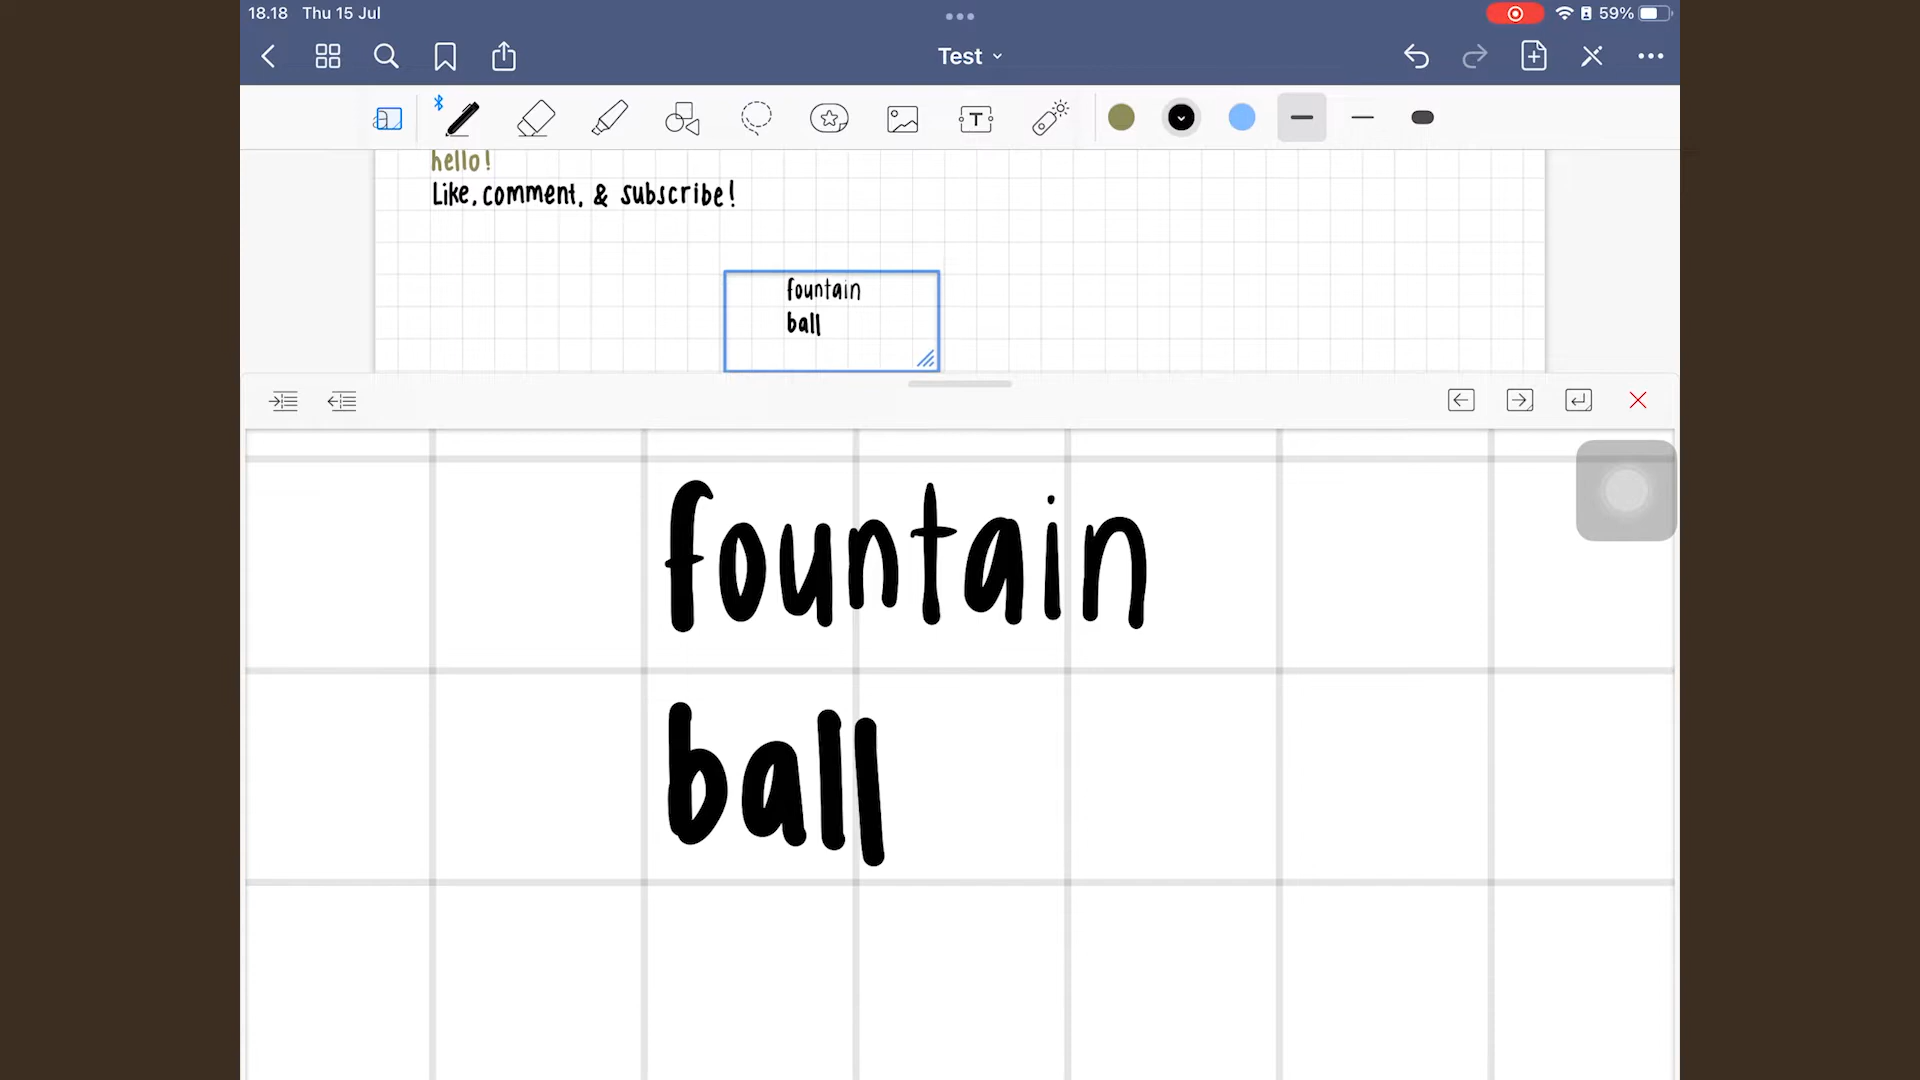 18.18 Thu 15 Jul
59%
Test
hello!
Like, comment, & subscribe!
fountain
ball
fountain
ball